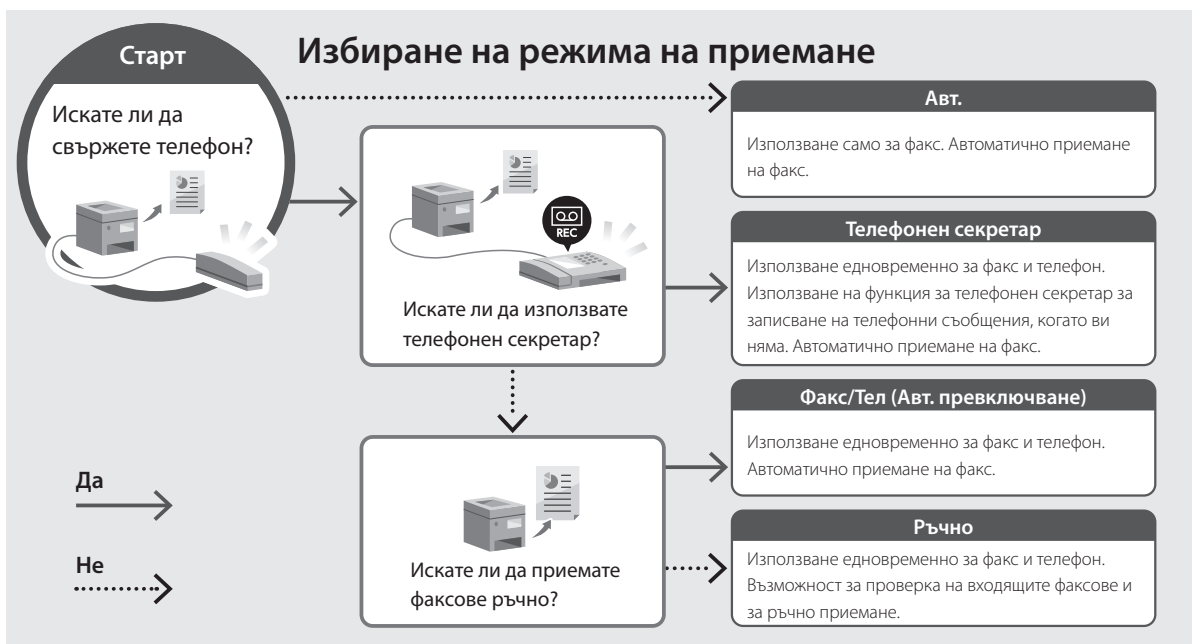 Избиране на режима на приемане
Старт
Искате ли да
свържете телефон?
REC
Искате ли да използвате
телефонен секретар?
Искате ли да приемате
факсове ръчно?
Авт.
Използване само за факс. Автоматично приемане
на факс.
Телефонен секретар
Използване едновременно за факс и телефон.
Използване на функция за телефонен секретар за
записване на телефонни съобщения, когато ви
няма. Автоматично приемане на факс.
Факс/Тел (Авт. превключване)
Използване едновременно за факс и телефон.
Автоматично приемане на факс.
Ръчно
Използване едновременно за факс и телефон.
Възможност за проверка на входящите факсове и
за ръчно приемане.
Да
Не